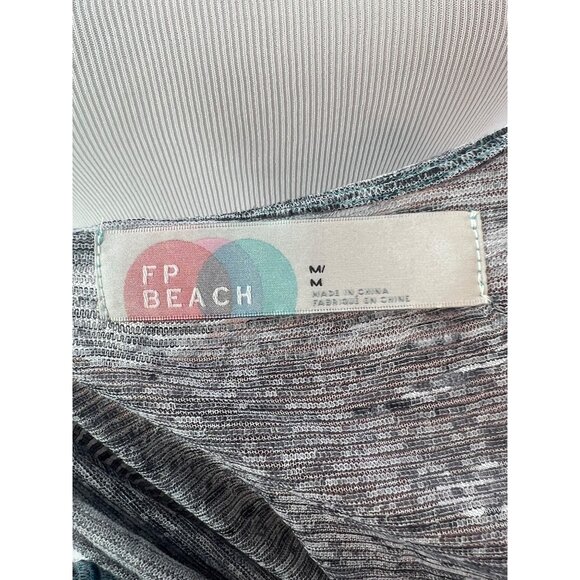 FP
BEACH
M/
M
MADE IN CHINA
FABRIQUÉ EN CHINE